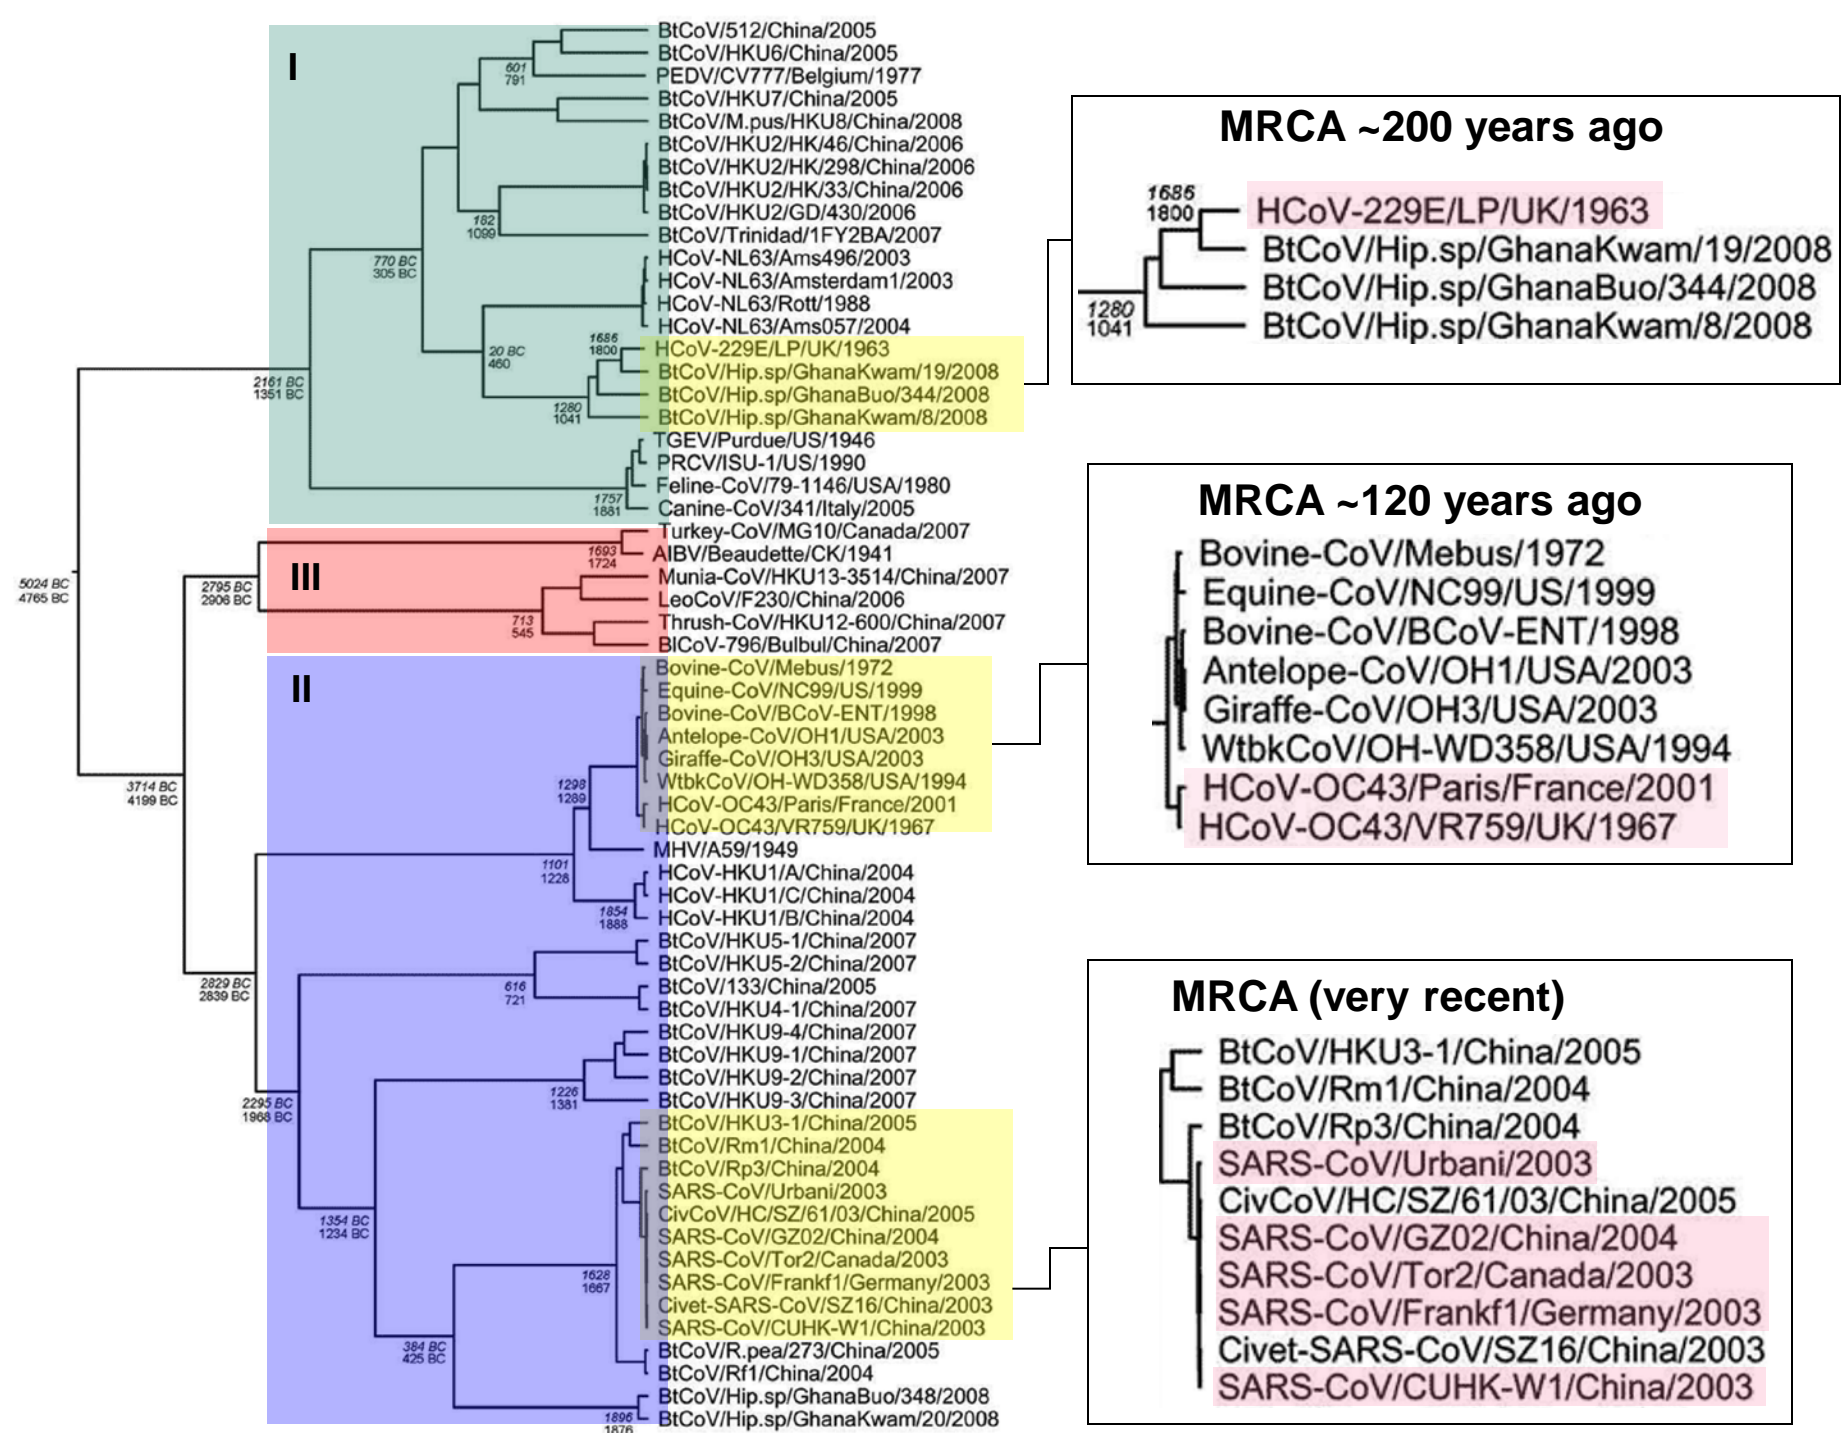 I
BtCoV/512/China/2005
BtCoV/HKU6/China/2005
601
791
PEDV/CV777/Belgium/1977
BtCoV/HKU7/China/2005
BtCoV/M.pus/HKU8/China/2008
BtCoV/HKU2/HK/46/China/2006
BtCoV/HKU2/HK/298/China/2006
BtCoV/HKU2/HK/33/China/2006
BtCoV/HKU2/GD/430/2006
182
1099
BtCoV/Trinidad/1FY2BA/2007
770 BC
305 BC
HCoV-NL63/Ams496/2003
HCoV-NL63/Amsterdam1/2003
HCoV-NL63/Rott/1988
HCoV-NL63/Ams057/2004
20 BC
460
1686
1800
HCoV-229E/LP/UK/1963
BtCoV/Hip.sp/GhanaKwam/19/2008
BtCoV/Hip.sp/GhanaBuo/344/2008
1280
1041
BtCoV/Hip.sp/GhanaKwam/8/2008
2161 BC
1351 BC
TGEV/Purdue/US/1946
PRCV/ISU-1/US/1990
Feline-CoV/79-1146/USA/1980
1757
1881
Canine-CoV/341/Italy/2005
III
Turkey-CoV/MG10/Canada/2007
1693
1724
AIBV/Beaudette/CK/1941
5024 BC
4765 BC
2795 BC
2906 BC
Munia-CoV/HKU13-3514/China/2007
LeoCoV/F230/China/2006
713
545
Thrush-CoV/HKU12-600/China/2007
BlCoV-796/Bulbul/China/2007
II
Bovine-CoV/Mebus/1972
Equine-CoV/NC99/US/1999
Bovine-CoV/BCoV-ENT/1998
Antelope-CoV/OH1/USA/2003
Giraffe-CoV/OH3/USA/2003
WtbkCoV/OH-WD358/USA/1994
3714 BC
4199 BC
1298
1289
HCoV-OC43/Paris/France/2001
HCoV-OC43/VR759/UK/1967
MHV/A59/1949
1101
1228
HCoV-HKU1/A/China/2004
HCoV-HKU1/C/China/2004
1854
1888
HCoV-HKU1/B/China/2004
BtCoV/HKU5-1/China/2007
BtCoV/HKU5-2/China/2007
2829 BC
2839 BC
616
721
BtCoV/133/China/2005
BtCoV/HKU4-1/China/2007
BtCoV/HKU9-4/China/2007
BtCoV/HKU9-1/China/2007
BtCoV/HKU9-2/China/2007
1226
1381
BtCoV/HKU9-3/China/2007
2295 BC
1968 BC
BtCoV/HKU3-1/China/2005
BtCoV/Rm1/China/2004
BtCoV/Rp3/China/2004
SARS-CoV/Urbani/2003
CivCoV/HC/SZ/61/03/China/2005
1354 BC
1234 BC
SARS-CoV/GZ02/China/2004
SARS-CoV/Tor2/Canada/2003
1628
1667
SARS-CoV/Frankf1/Germany/2003
Civet-SARS-CoV/SZ16/China/2003
SARS-CoV/CUHK-W1/China/2003
384 BC
425 BC
BtCoV/R.pea/273/China/2005
BtCoV/Rf1/China/2004
BtCoV/Hip.sp/GhanaBuo/348/2008
1896
1876
BtCoV/Hip.sp/GhanaKwam/20/2008
MRCA ~200 years ago
1686
1800
HCoV-229E/LP/UK/1963
BtCoV/Hip.sp/GhanaKwam/19/2008
BtCoV/Hip.sp/GhanaBuo/344/2008
1280
1041
BtCoV/Hip.sp/GhanaKwam/8/2008
MRCA ~120 years ago
Bovine-CoV/Mebus/1972
Equine-CoV/NC99/US/1999
Bovine-CoV/BCoV-ENT/1998
Antelope-CoV/OH1/USA/2003
Giraffe-CoV/OH3/USA/2003
WtbkCoV/OH-WD358/USA/1994
HCoV-OC43/Paris/France/2001
HCoV-OC43/VR759/UK/1967
MRCA (very recent)
BtCoV/HKU3-1/China/2005
BtCoV/Rm1/China/2004
BtCoV/Rp3/China/2004
SARS-CoV/Urbani/2003
CivCoV/HC/SZ/61/03/China/2005
SARS-CoV/GZ02/China/2004
SARS-CoV/Tor2/Canada/2003
SARS-CoV/Frankf1/Germany/2003
Civet-SARS-CoV/SZ16/China/2003
SARS-CoV/CUHK-W1/China/2003